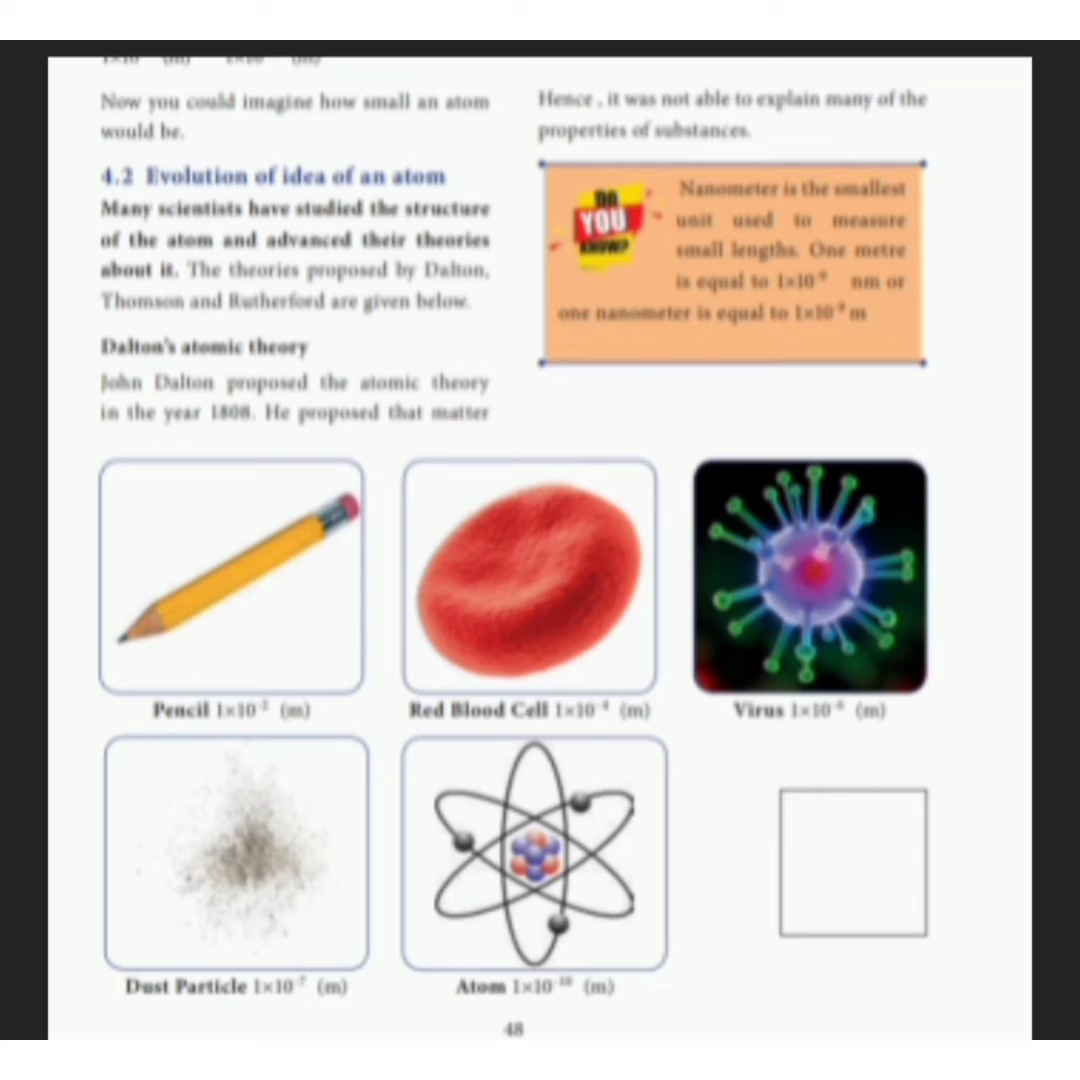 Now you could imagine how small an atom
would be.
4.2 Evolution of idea of an atom
Many scientists have studied the structure
of the atom and advanced their theories
about it. The theories proposed by Dalton,
Thomson and Rutherford are given below.
Dalton's atomic theory
John Dalton proposed the atomic theory
in the year 1808. He proposed that matter
Hence , it was not able to explain many of the
properties of substances.
DO
YOU
KNOW?
Nanometer is the smallest
unit used to measure
small lengths. One metre
is equal to 1×10⁻⁹ nm or
one nanometer is equal to 1×10⁻⁹ m
Pencil 1×10⁻² (m)
Red Blood Cell 1×10⁻⁴ (m)
Virus 1×10⁻⁶ (m)
Dust Particle 1×10⁻⁷ (m)
Atom 1×10⁻¹⁰ (m)
48